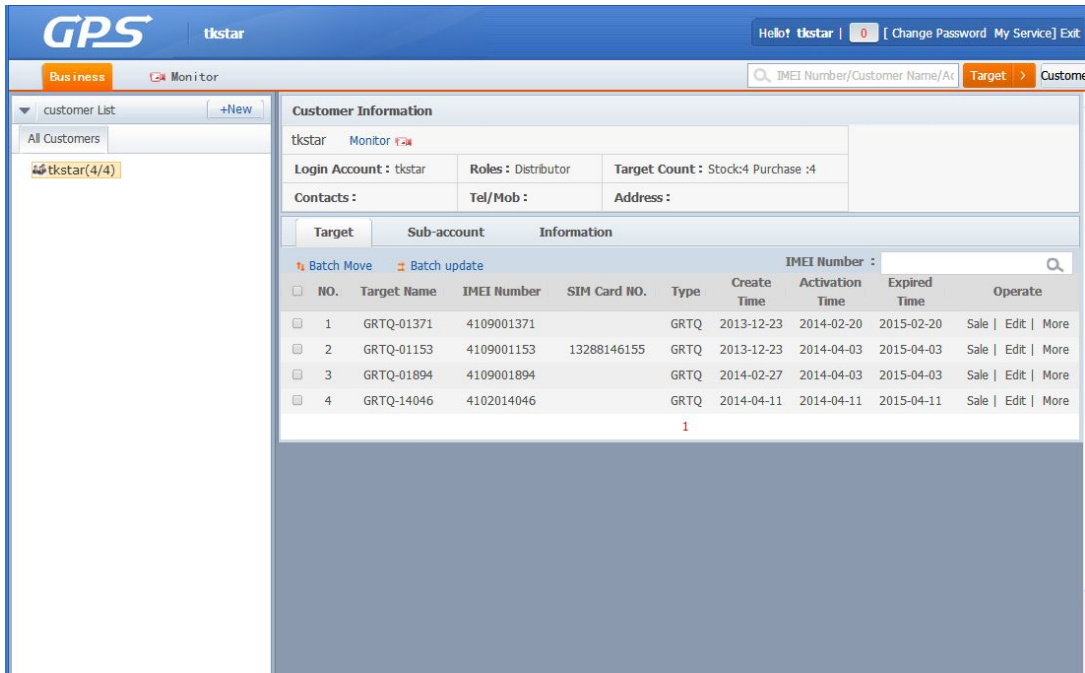 GPS tkstar Hello! tkstar | 0 [ Change Password My Service] Exit
Business Monitor IMEI Number/Customer Name/Ac Target > Custome
customer List +New
All Customers
tkstar(4/4)
Customer Information
tkstar Monitor
Login Account : tkstar Roles : Distributor Target Count : Stock:4 Purchase :4
Contacts : Tel/Mob : Address :
Target Sub-account Information
Batch Move Batch update IMEI Number :
NO. Target Name IMEI Number SIM Card NO. Type Create Time Activation Time Expired Time Operate
1 GRTQ-01371 4109001371 GRTQ 2013-12-23 2014-02-20 2015-02-20 Sale | Edit | More
2 GRTQ-01153 4109001153 13288146155 GRTQ 2013-12-23 2014-04-03 2015-04-03 Sale | Edit | More
3 GRTQ-01894 4109001894 GRTQ 2014-02-27 2014-04-03 2015-04-03 Sale | Edit | More
4 GRTQ-14046 4102014046 GRTQ 2014-04-11 2014-04-11 2015-04-11 Sale | Edit | More
1